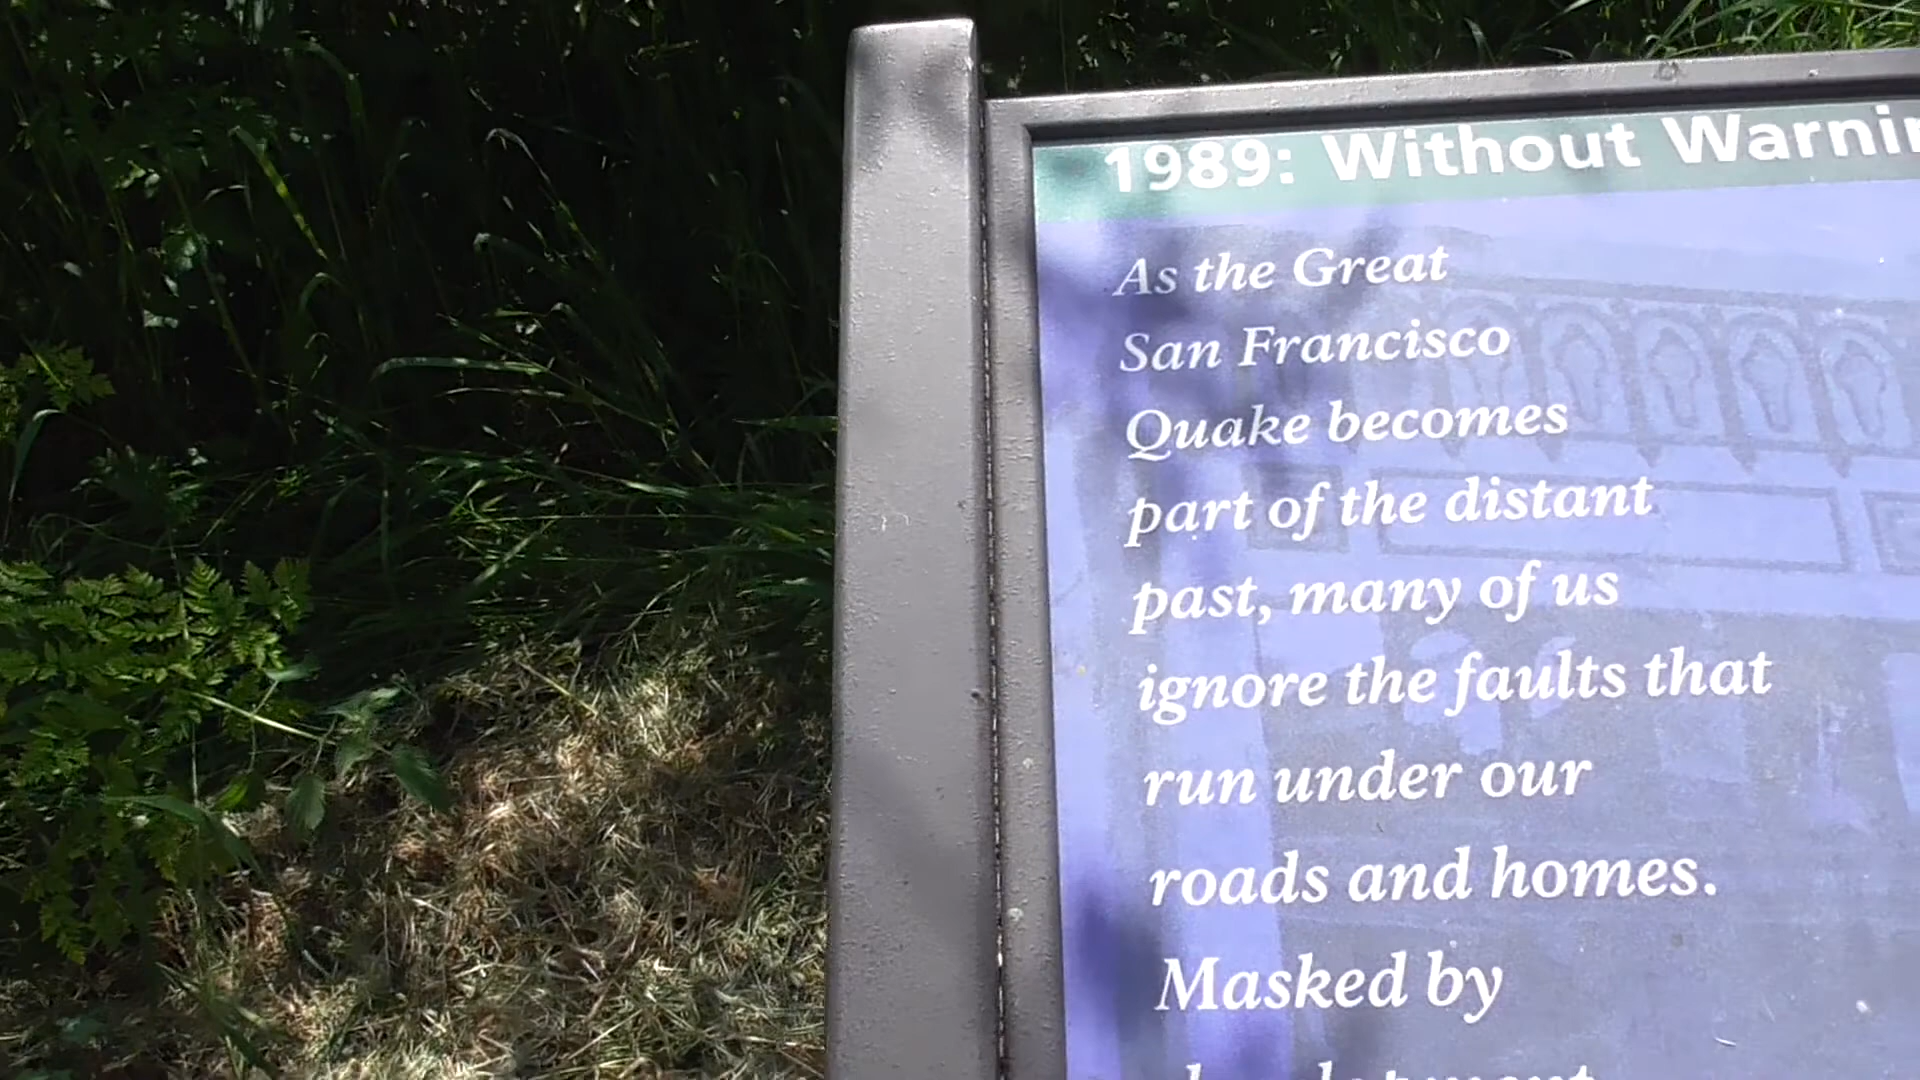 1989: Without Warnin
As the Great
San Francisco
Quake becomes
part of the distant
past, many of us
ignore the faults that
run under our
roads and homes.
Masked by